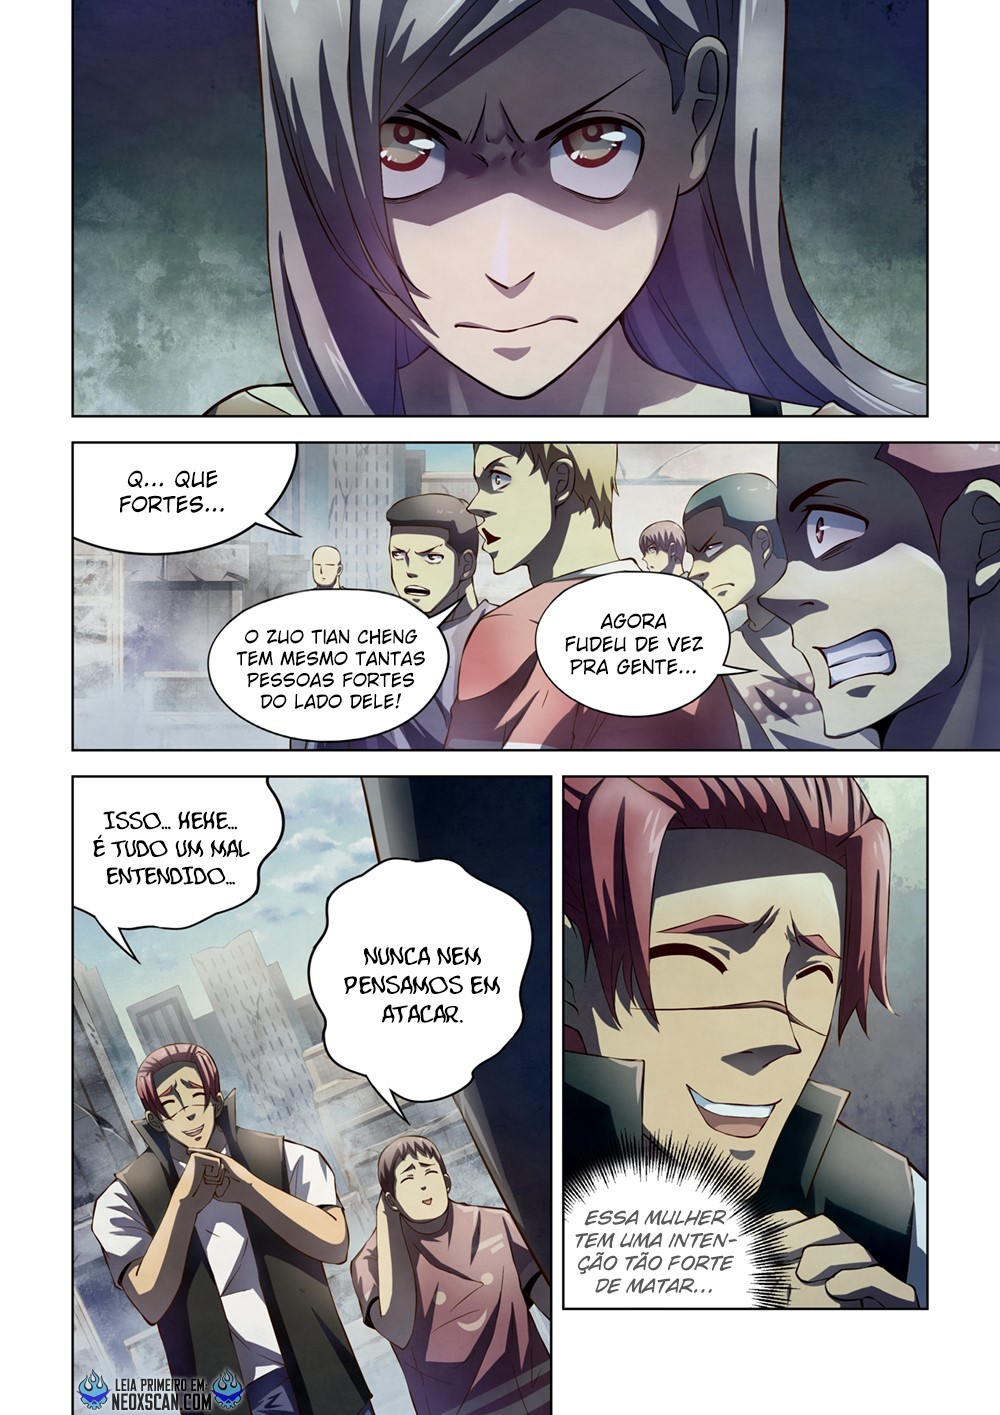 Q... QUE
FORTES...
O ZUO TIAN CHENG
TEM MESMO TANTAS
PESSOAS FORTES
DO LADO DELE!
AGORA
FUDEU DE VEZ
PRA GENTE...
ISSO... HEHE...
É TUDO UM MAL
ENTENDIDO...
NUNCA NEM
PENSAMOS EM
ATACAR.
ESSA MULHER
TEM UMA INTEN-
ÇÃO TÃO FORTE
DE MATAR...
LEIA PRIMEIRO EM:
NEOXSCAN.COM